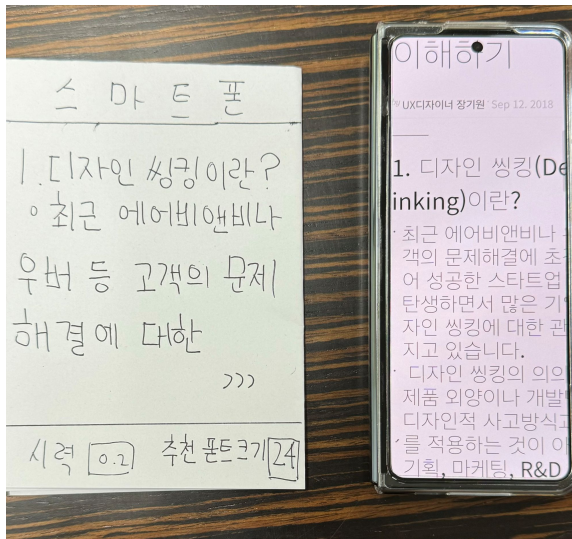 스마트폰
1. 디자인 씽킹이란?
° 최근 에어비앤비나
우버 등 고객의 문제
해결에 대한
>>>
시력 0.2 추천 폰트크기 24
이해하기
by UX디자이너 장기원 · Sep 12. 2018
1. 디자인 씽킹(De
inking)이란?
· 최근 에어비앤비나
객의 문제해결에 초
어 성공한 스타트업
탄생하면서 많은 기
자인 씽킹에 대한 관
지고 있습니다.
· 디자인 씽킹의 의의
제품 외양이나 개발
디자인적 사고방식
를 적용하는 것이 아
기획, 마케팅, R&D